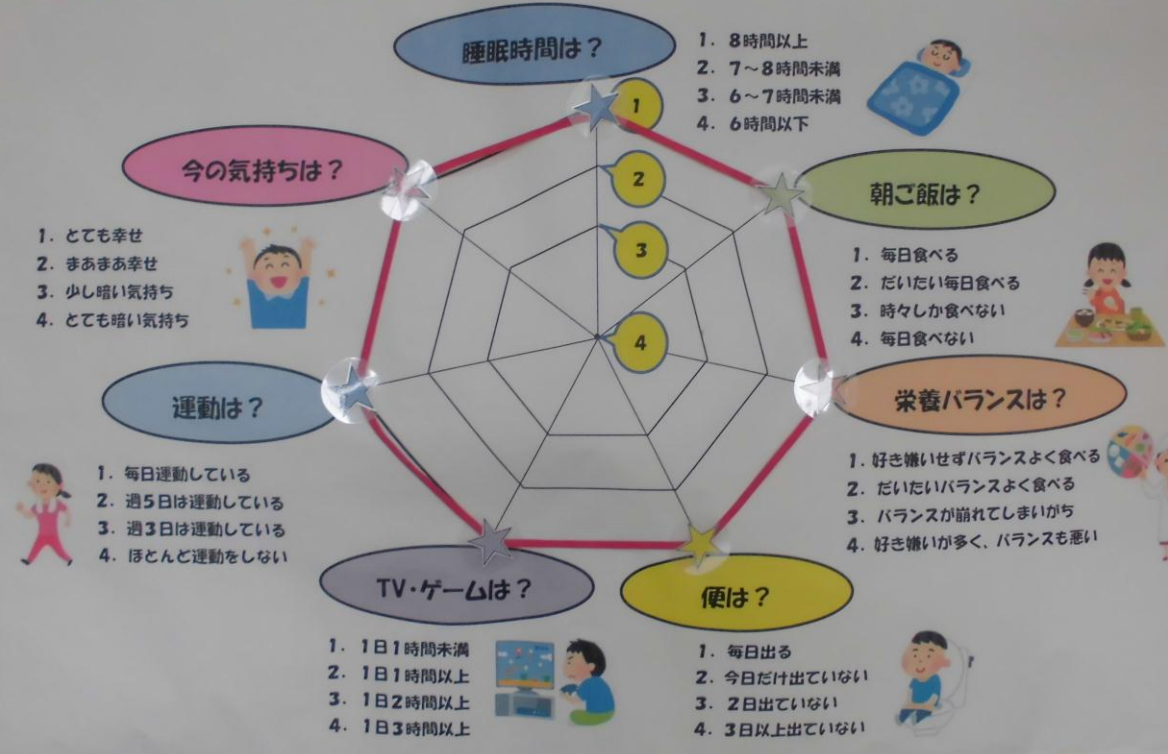 睡眠時間は？
1. 8時間以上
2. 7～8時間未満
3. 6～7時間未満
4. 6時間以下
1
2
3
4
今の気持ちは？
1. とても幸せ
2. まあまあ幸せ
3. 少し暗い気持ち
4. とても暗い気持ち
朝ご飯は？
1. 毎日食べる
2. だいたい毎日食べる
3. 時々しか食べない
4. 毎日食べない
運動は？
1. 毎日運動している
2. 週5日は運動している
3. 週3日は運動している
4. ほとんど運動をしない
栄養バランスは？
1. 好き嫌いせずバランスよく食べる
2. だいたいバランスよく食べる
3. バランスが崩れてしまいがち
4. 好き嫌いが多く、バランスも悪い
TV・ゲームは？
1. 1日1時間未満
2. 1日1時間以上
3. 1日2時間以上
4. 1日3時間以上
便は？
1. 毎日出る
2. 今日だけ出ていない
3. 2日出ていない
4. 3日以上出ていない